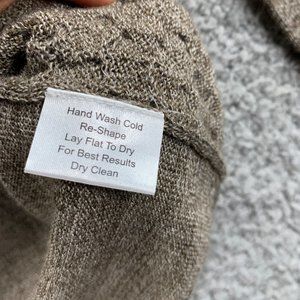 Hand Wash Cold
Re-Shape
Lay Flat To Dry
For Best Results
Dry Clean